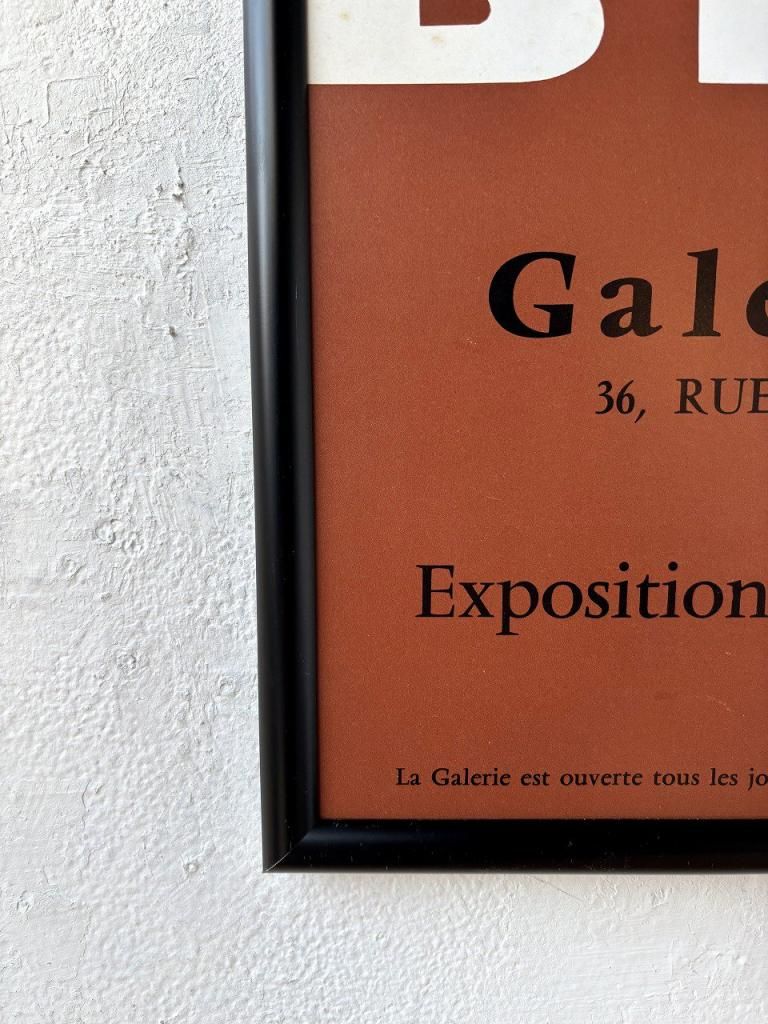 B
Gale
36, RUE
Exposition
La Galerie est ouverte tous les jo